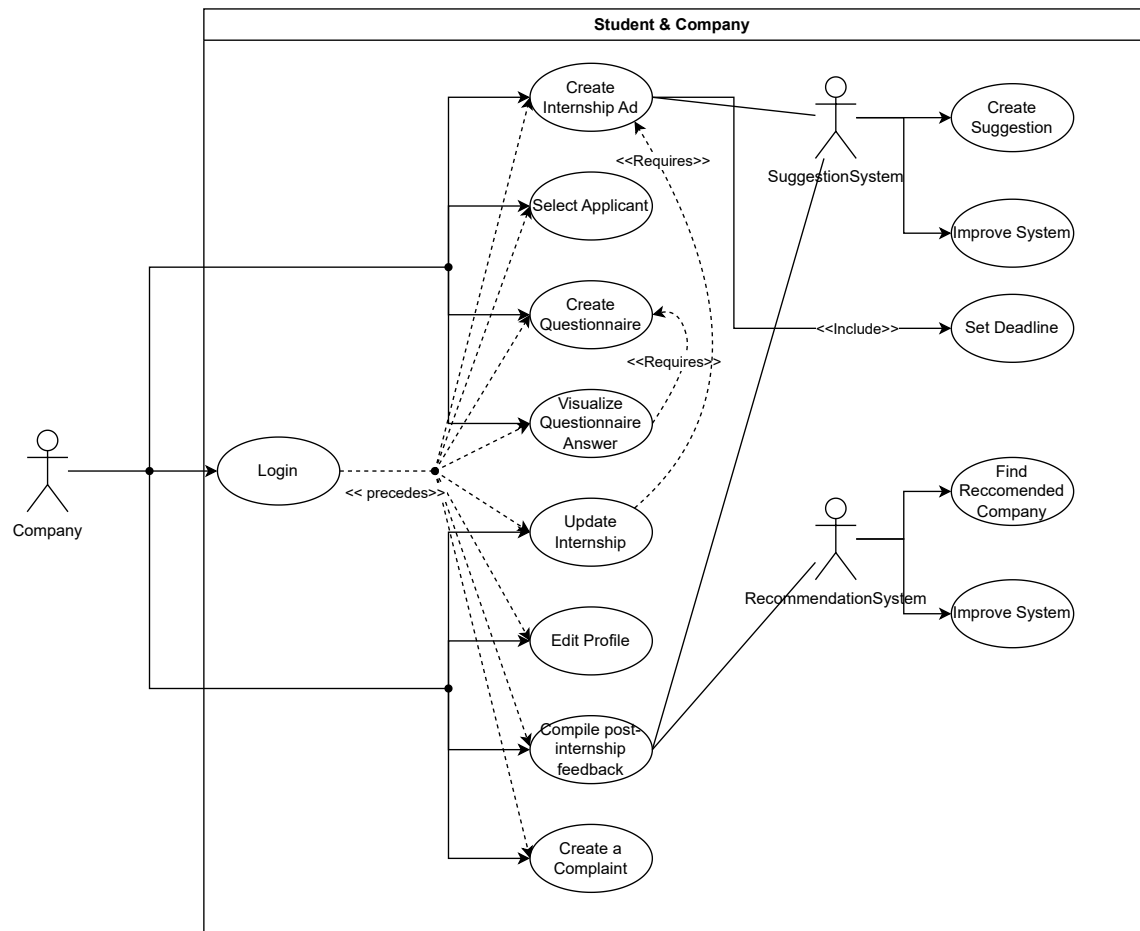 Student & Company
Create
Internship Ad
<<Requires>>
Select Applicant
Create
Questionnaire
<<Requires>>
Visualize
Questionnaire
Answer
Login
<< precedes>>
Company
Update
Internship
Edit Profile
Compile post-
internship
feedback
Create a
Complaint
SuggestionSystem
Create
Suggestion
Improve System
<<Include>>
Set Deadline
RecommendationSystem
Find
Reccomended
Company
Improve System